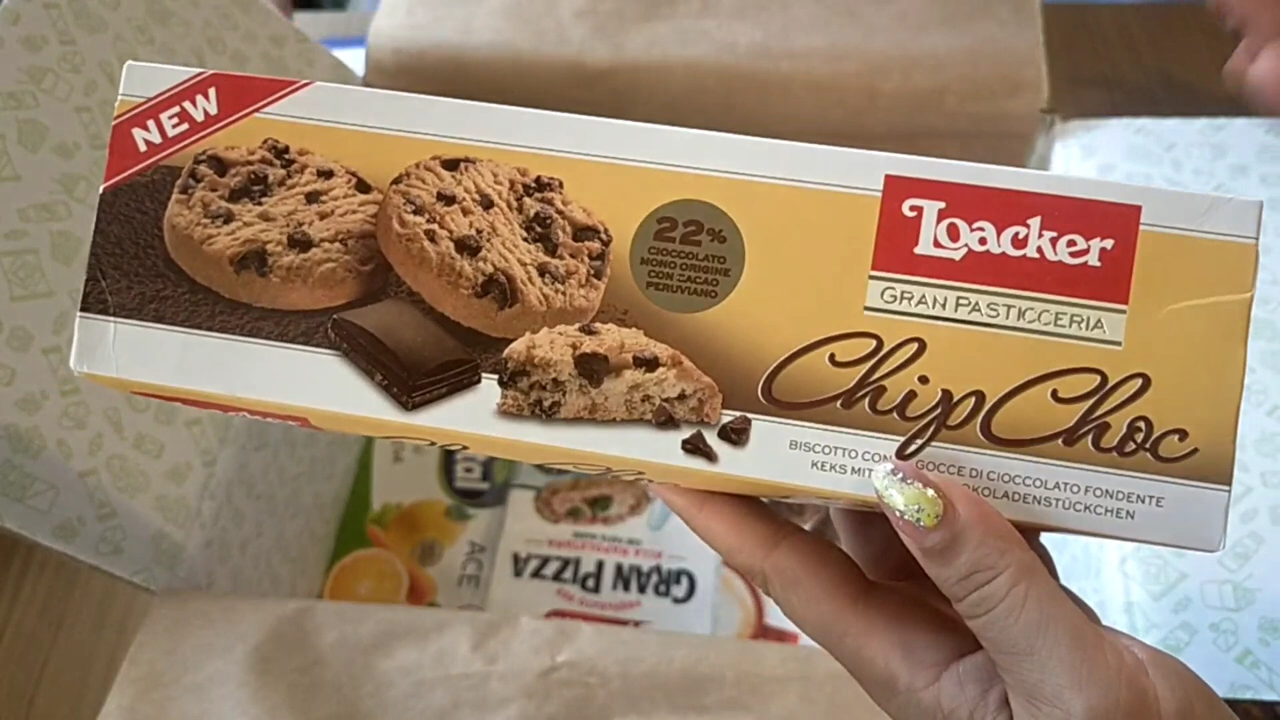 NEW
22%
CIOCCOLATO
MONO ORIGINE
CON CACAO
PERUVIANO
Loacker
GRAN PASTICCERIA
ChipChoc
BISCOTTO CON GOCCE DI CIOCCOLATO FONDENTE
KEKS MIT OKOLADENSTÜCKCHEN
ACE
GRAN PIZZA